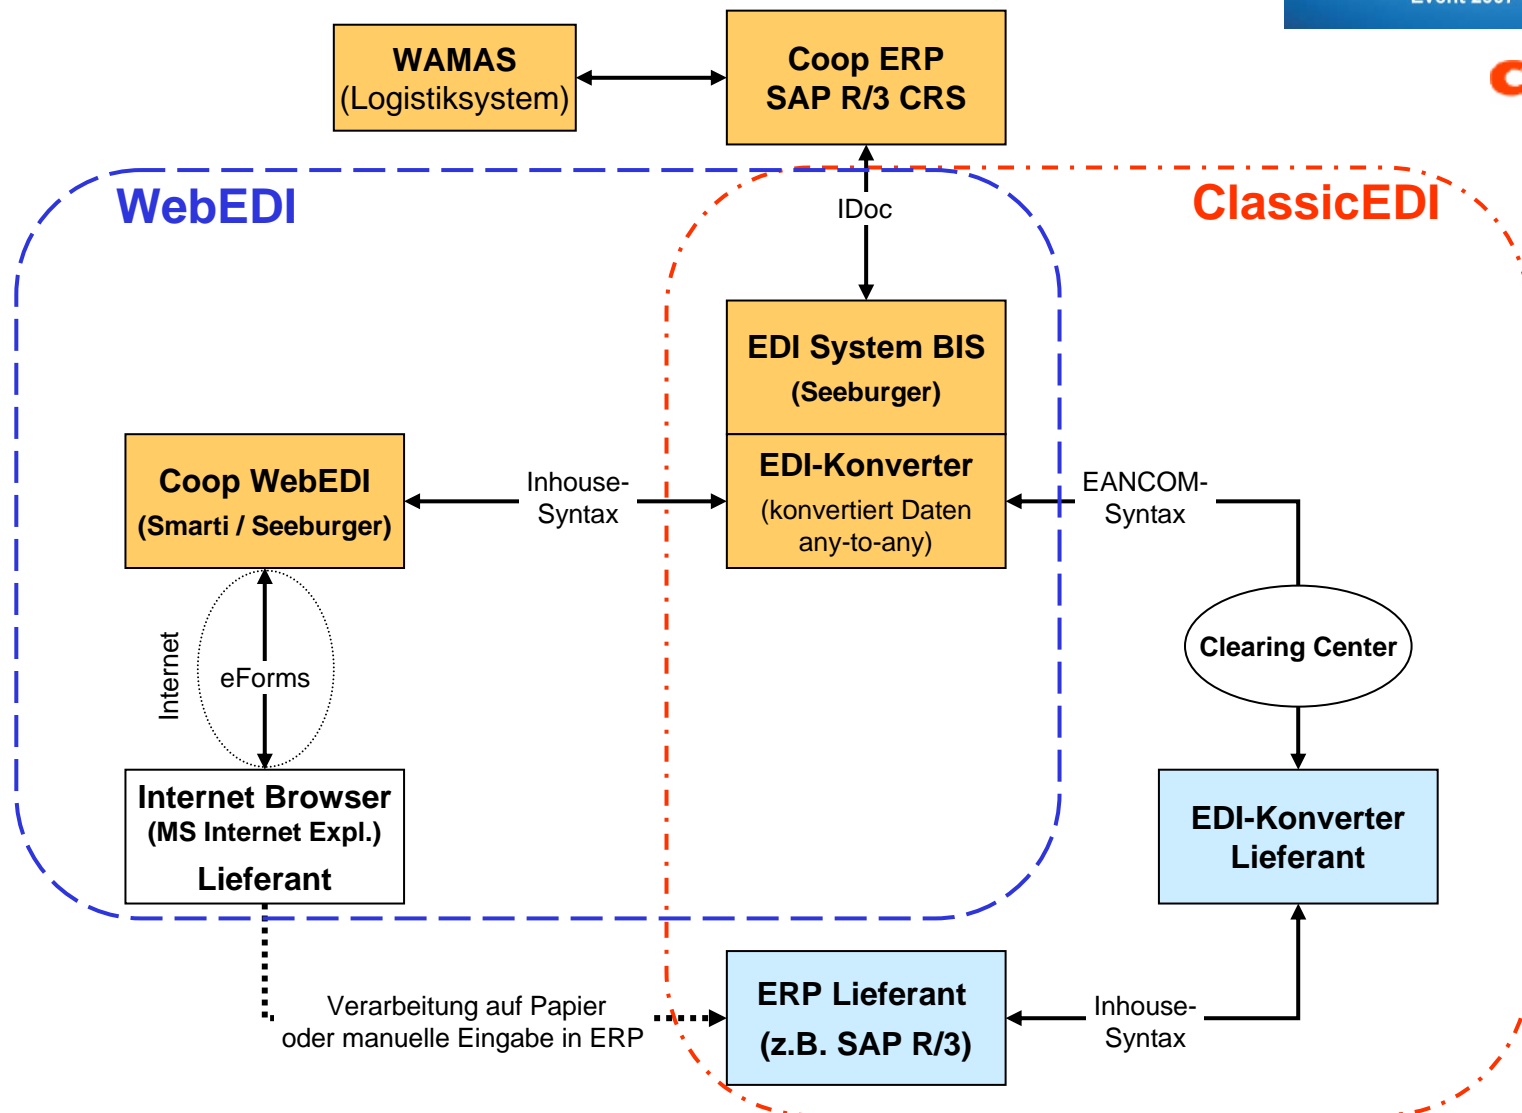 WAMAS
(Logistiksystem)
Coop ERP
SAP R/3 CRS
WebEDI
ClassicEDI
IDoc
EDI System BIS
(Seeburger)
EDI-Konverter
(konvertiert Daten
any-to-any)
Coop WebEDI
(Smarti / Seeburger)
Inhouse-
Syntax
EANCOM-
Syntax
Internet
eForms
Clearing Center
Internet Browser
(MS Internet Expl.)
Lieferant
EDI-Konverter
Lieferant
Verarbeitung auf Papier
oder manuelle Eingabe in ERP
ERP Lieferant
(z.B. SAP R/3)
Inhouse-
Syntax